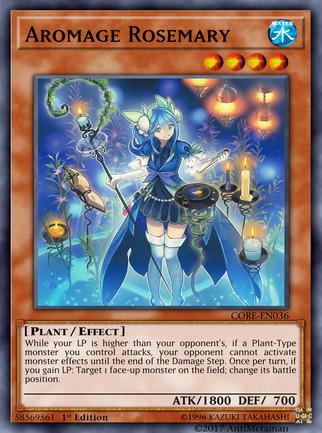 AROMAGE ROSEMARY
WATER
水
CORE-EN036
[PLANT / EFFECT]
While your LP is higher than your opponent's, if a Plant-Type
monster you control attacks, your opponent cannot activate
monster effects until the end of the Damage Step. Once per turn, if
you gain LP: Target 1 face-up monster on the field; change its
battle position.
ATK/1800 DEF/ 700
58569561 1st Edition ©1996 KAZUKI TAKAHASHI
©2017 AntiMetaman